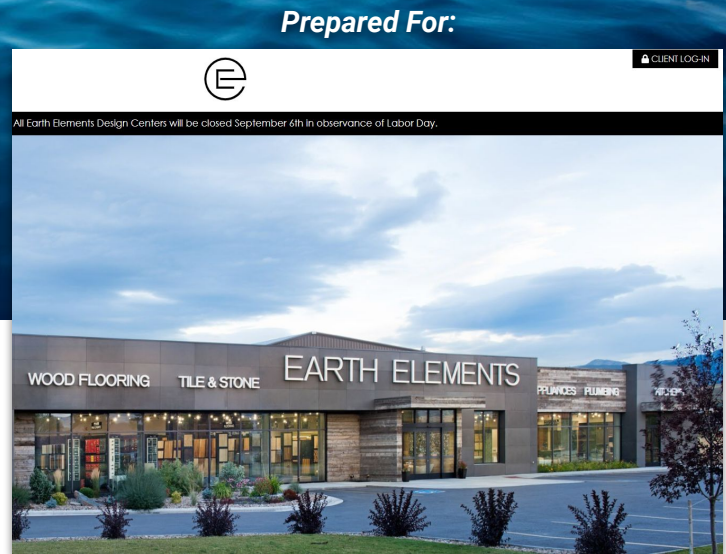 Prepared For:
CLIENT LOG-IN
All Earth Elements Design Centers will be closed September 6th in observance of Labor Day.
EARTH ELEMENTS
WOOD FLOORING TILE & STONE
PPLIANCES PLUMBING